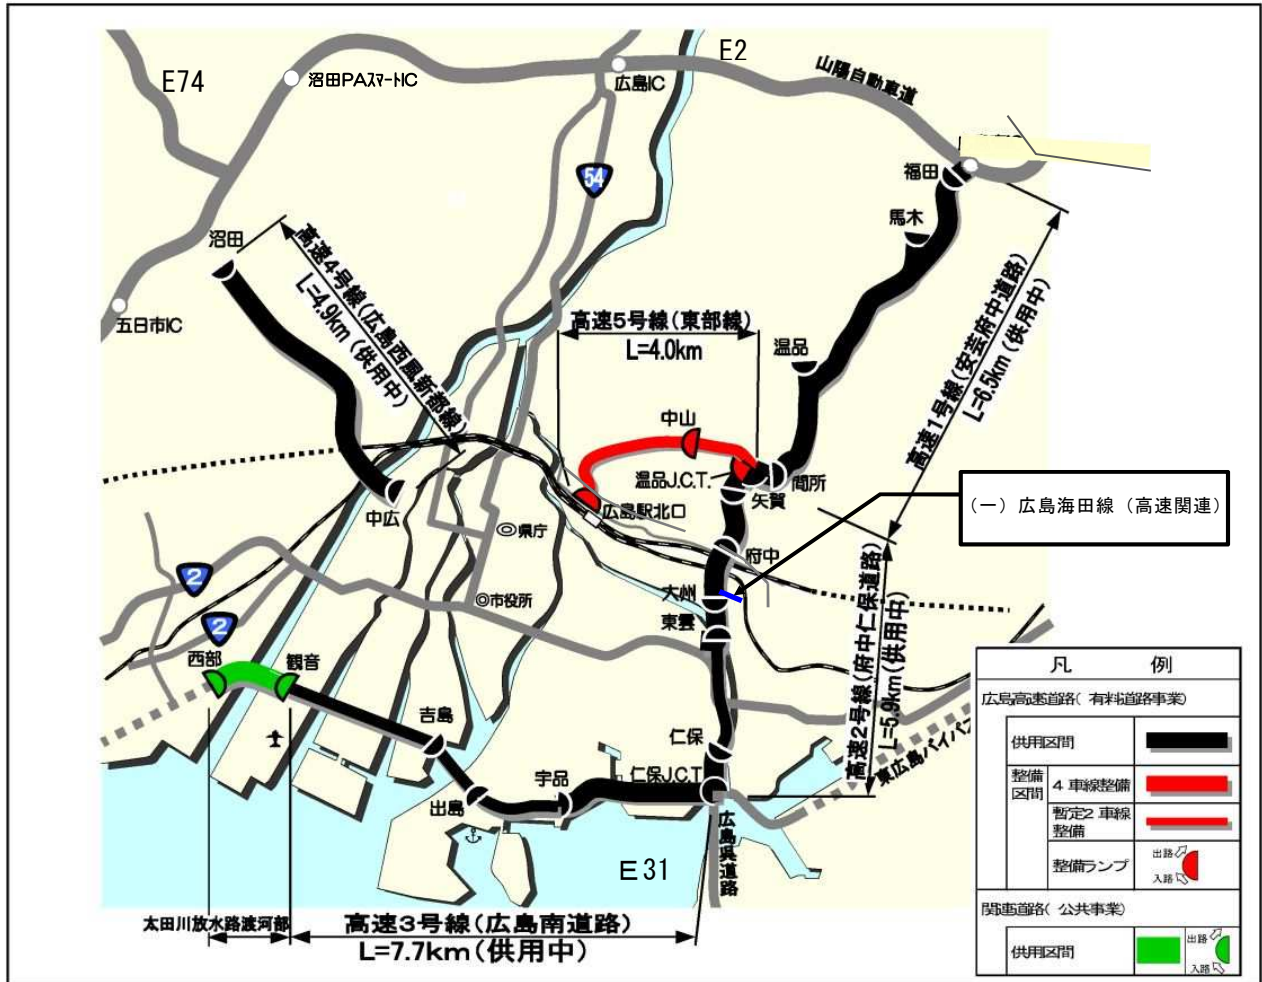 E74
沼田PAスマートIC
E2
広島IC
山陽自動車道
54
福田
馬木
沼田
高速4号線(広島西風新都線)
L=4.9km(供用中)
五日市IC
高速5号線(東部線)
L=4.0km
温品
高速1号線(安芸府中道路)
L=6.5km(供用中)
中山
温品J.C.T.
間所
矢賀
広島駅北口
中広
◎県庁
(一)広島海田線(高速関連)
府中
大州
東雲
◎市役所
2
2
西部
観音
高速2号線(府中仁保道路)
L=5.9km(供用中)
吉島
仁保
宇品
仁保J.C.T
出島
東広島バイパス
広島呉道路
E31
太田川放水路渡河部
高速3号線(広島南道路)
L=7.7km(供用中)
凡 例
広島高速道路(有料道路事業)
供用区間
整備
区間
4車線整備
暫定2車線
整備
整備ランプ
出路
入路
関連道路(公共事業)
供用区間
出路
入路